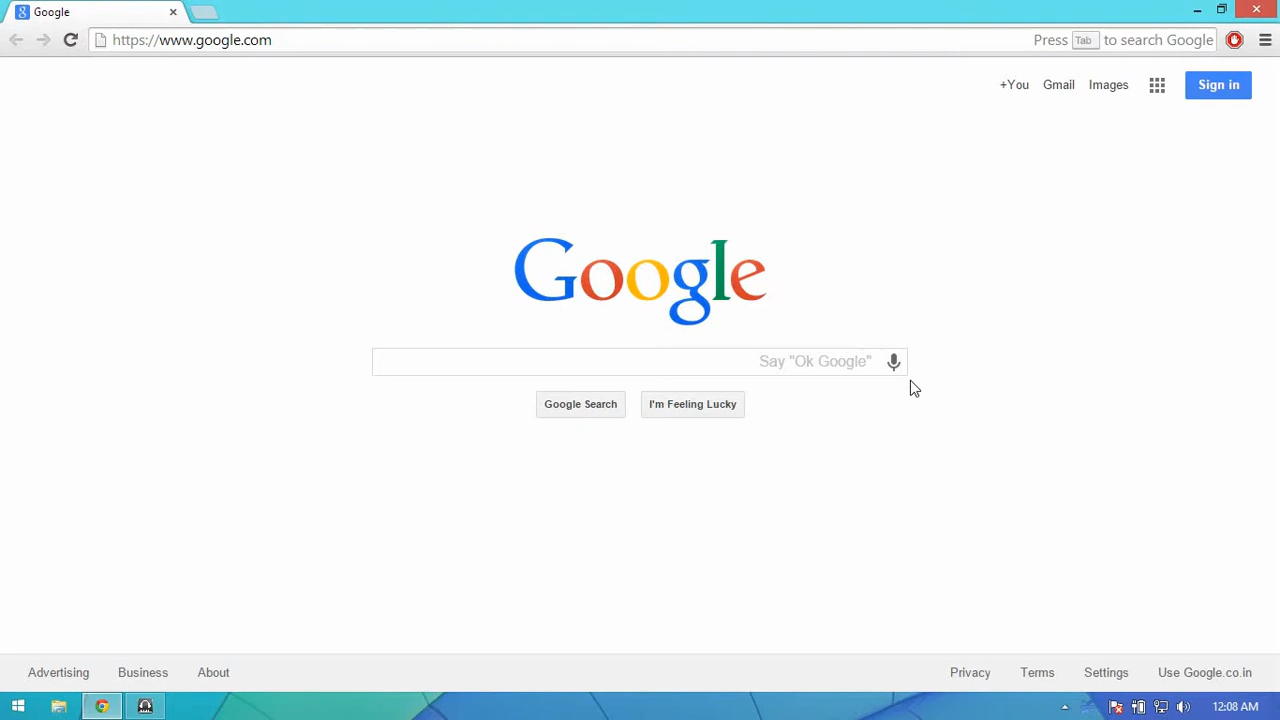 Google
https://www.google.com
Press Tab to search Google
+You Gmail Images Sign in
Google
Say "Ok Google"
Google Search I'm Feeling Lucky
Advertising Business About Privacy Terms Settings Use Google.co.in
12:08 AM